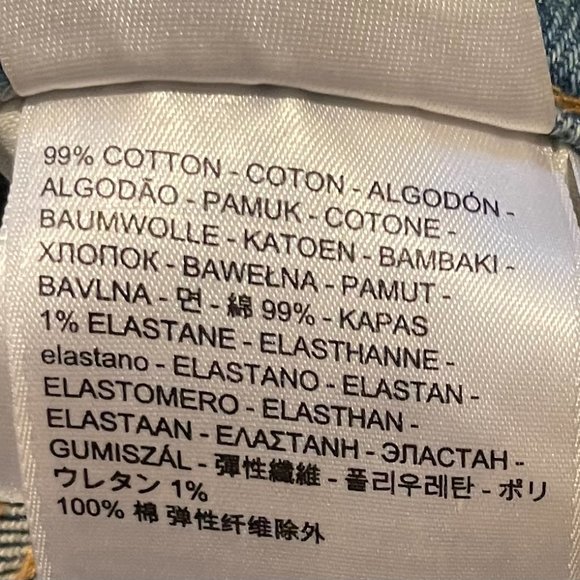 99% COTTON - COTON - ALGODÓN -
ALGODÃO - PAMUK - COTONE -
BAUMWOLLE - KATOEN - BAMBAKI -
ХЛОПОК - BAWEŁNA - PAMUT -
BAVLNA - 면 - 綿 99% - KAPAS
1% ELASTANE - ELASTHANNE -
elastano - ELASTANO - ELASTAN -
ELASTOMERO - ELASTHAN -
ELASTAAN - ΕΛΑΣΤΑΝΗ - ЭЛАСТАН -
GUMISZÁL - 彈性纖維 - 폴리우레탄 - ポリ
ウレタン 1%
100% 棉 弹性纤维除外